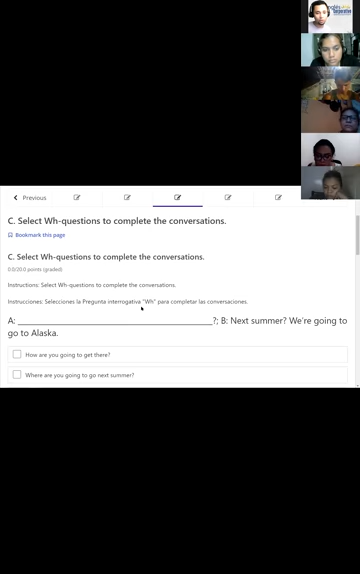 Inglés
Corporativo
Previous
C. Select Wh-questions to complete the conversations.
Bookmark this page
C. Select Wh-questions to complete the conversations.
0.0/20.0 points (graded)
Instructions: Select Wh-questions to complete the conversations.
Instrucciones: Selecciones la Pregunta interrogativa "Wh" para completar las conversaciones.
A: ______________________________________________?; B: Next summer? We're going to
go to Alaska.
How are you going to get there?
Where are you going to go next summer?